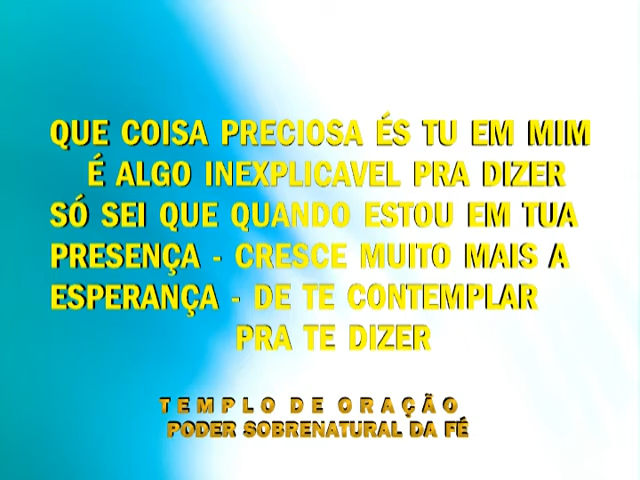 QUE COISA PRECIOSA ÉS TU EM MIM
É ALGO INEXPLICAVEL PRA DIZER
SÓ SEI QUE QUANDO ESTOU EM TUA
PRESENÇA - CRESCE MUITO MAIS A
ESPERANÇA - DE TE CONTEMPLAR
PRA TE DIZER
TEMPLO DE ORAÇÃO
PODER SOBRENATURAL DA FÉ